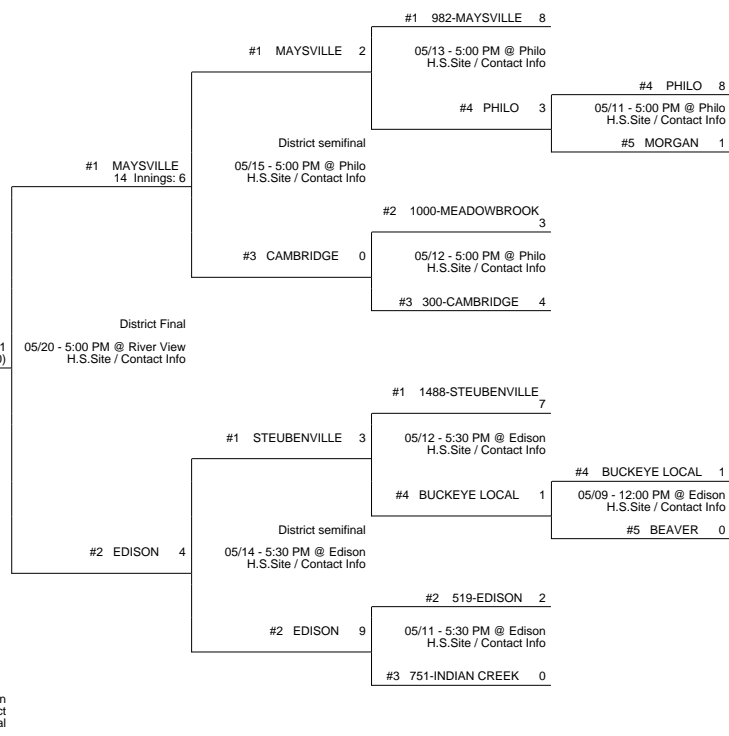 #1 982-MAYSVILLE 8
#1 MAYSVILLE 2
05/13 - 5:00 PM @ Philo
H.S.Site / Contact Info
#4 PHILO 8
#4 PHILO 3
05/11 - 5:00 PM @ Philo
H.S.Site / Contact Info
District semifinal
#5 MORGAN 1
#1 MAYSVILLE
14 Innings: 6
05/15 - 5:00 PM @ Philo
H.S.Site / Contact Info
#2 1000-MEADOWBROOK
3
#3 CAMBRIDGE 0
05/12 - 5:00 PM @ Philo
H.S.Site / Contact Info
#3 300-CAMBRIDGE 4
District Final
1
05/20 - 5:00 PM @ River View
0)
H.S.Site / Contact Info
#1 1488-STEUBENVILLE
7
#1 STEUBENVILLE 3
05/12 - 5:30 PM @ Edison
H.S.Site / Contact Info
#4 BUCKEYE LOCAL 1
#4 BUCKEYE LOCAL 1
05/09 - 12:00 PM @ Edison
H.S.Site / Contact Info
District semifinal
#5 BEAVER 0
#2 EDISON 4
05/14 - 5:30 PM @ Edison
H.S.Site / Contact Info
#2 519-EDISON 2
#2 EDISON 9
05/11 - 5:30 PM @ Edison
H.S.Site / Contact Info
#3 751-INDIAN CREEK 0
n
ct
al